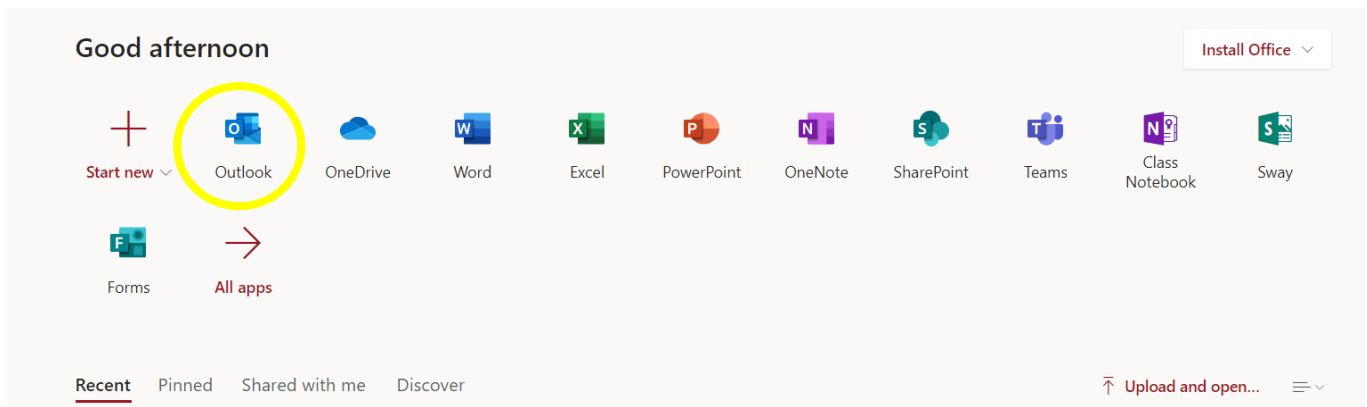 Good afternoon
Install Office
Start new
Outlook
OneDrive
Word
Excel
PowerPoint
OneNote
SharePoint
Teams
Class
Notebook
Sway
Forms
All apps
Recent Pinned Shared with me Discover
Upload and open...